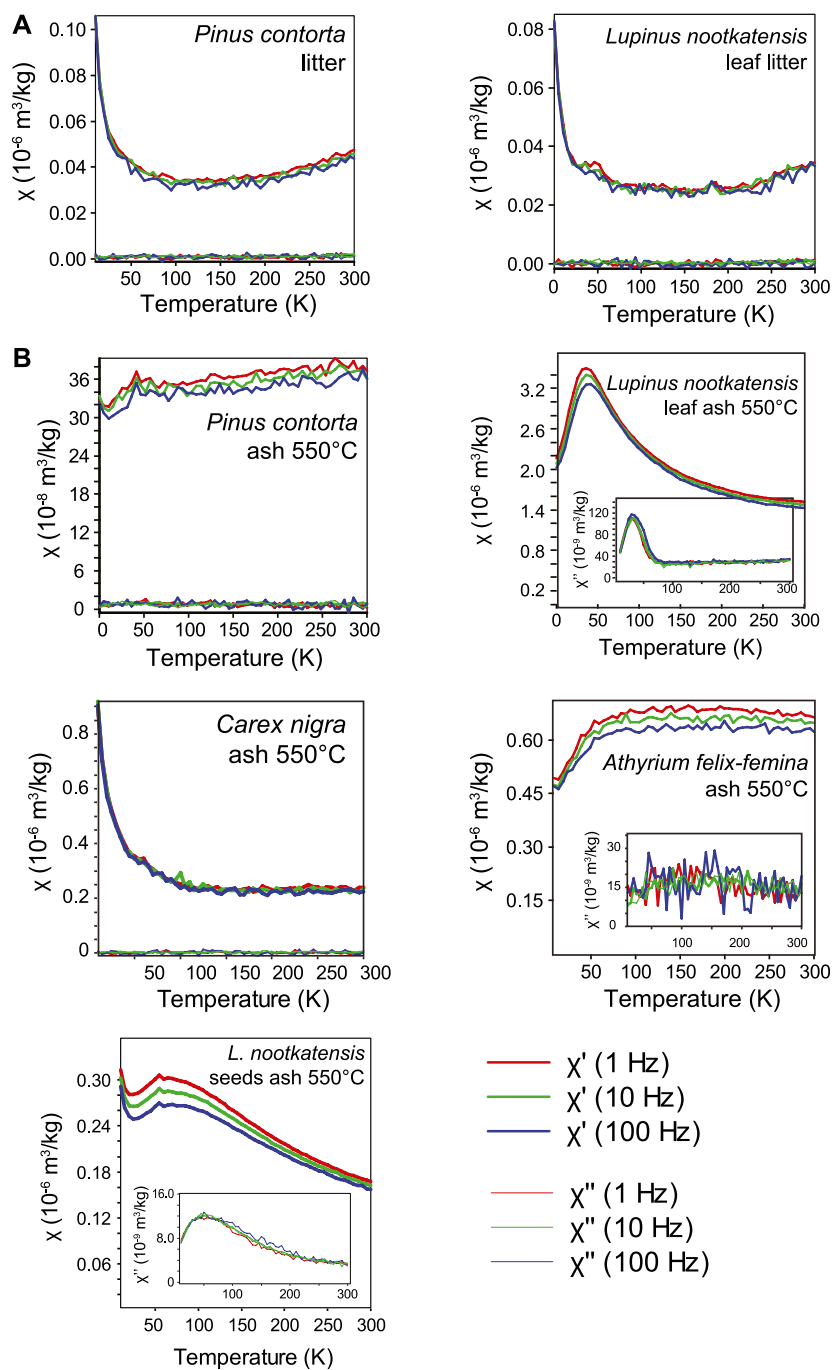 A
Pinus contorta
litter
χ (10⁻⁶ m³/kg)
0.10
0.08
0.06
0.04
0.02
0.00
50 100 150 200 250 300
Temperature (K)
Lupinus nootkatensis
leaf litter
χ (10⁻⁶ m³/kg)
0.08
0.06
0.04
0.02
0.00
0 50 100 150 200 250 300
Temperature (K)
B
Pinus contorta
ash 550°C
χ (10⁻⁸ m³/kg)
36
30
24
18
12
6
0
0 50 100 150 200 250 300
Temperature (K)
Lupinus nootkatensis
leaf ash 550°C
χ (10⁻⁶ m³/kg)
3.2
2.6
2.0
1.4
0.8
0.2
0 50 100 150 200 250 300
Temperature (K)
χ'' (10⁻⁹ m³/kg)
120
80
40
0
0 50 100 150 200 250 300
Carex nigra
ash 550°C
χ (10⁻⁶ m³/kg)
0.8
0.6
0.4
0.2
0
50 100 150 200 250 300
Temperature (K)
Athyrium felix-femina
ash 550°C
χ (10⁻⁶ m³/kg)
0.60
0.45
0.30
0.15
50 100 150 200 250 300
Temperature (K)
χ'' (10⁻⁹ m³/kg)
30
15
0
100 200 300
L. nootkatensis
seeds ash 550°C
χ (10⁻⁶ m³/kg)
0.30
0.24
0.18
0.12
0.06
50 100 150 200 250 300
Temperature (K)
χ'' (10⁻⁹ m³/kg)
16.0
8.0
0
0 100 200 300
χ' (1 Hz)
χ' (10 Hz)
χ' (100 Hz)
χ'' (1 Hz)
χ'' (10 Hz)
χ'' (100 Hz)